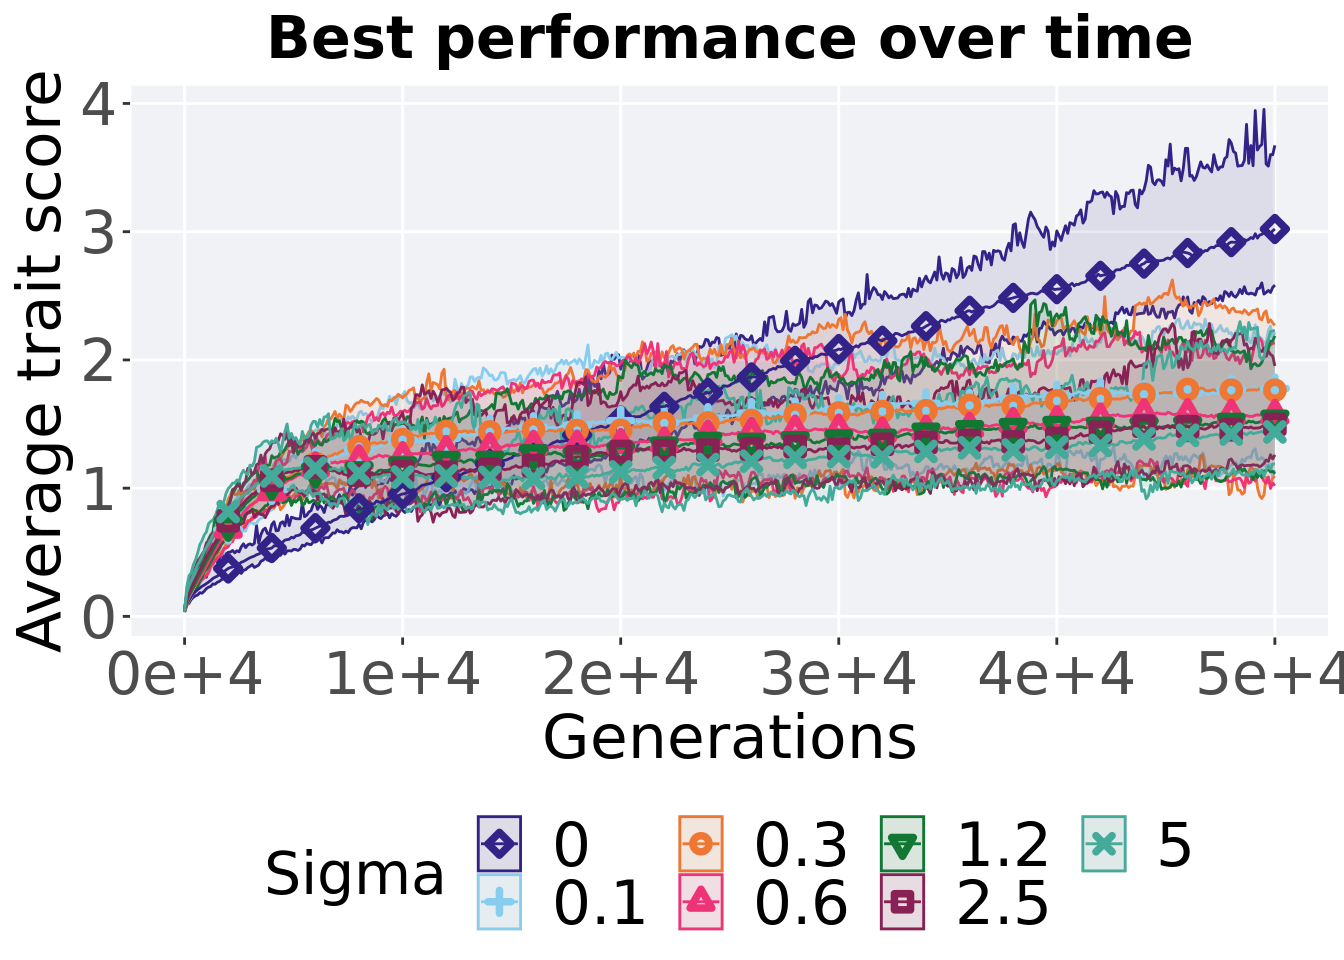 Best performance over time
Average trait score
4
3
2
1
0
0e+4 1e+4 2e+4 3e+4 4e+4 5e+4
Generations
Sigma
0 0.3 1.2 5
0.1 0.6 2.5